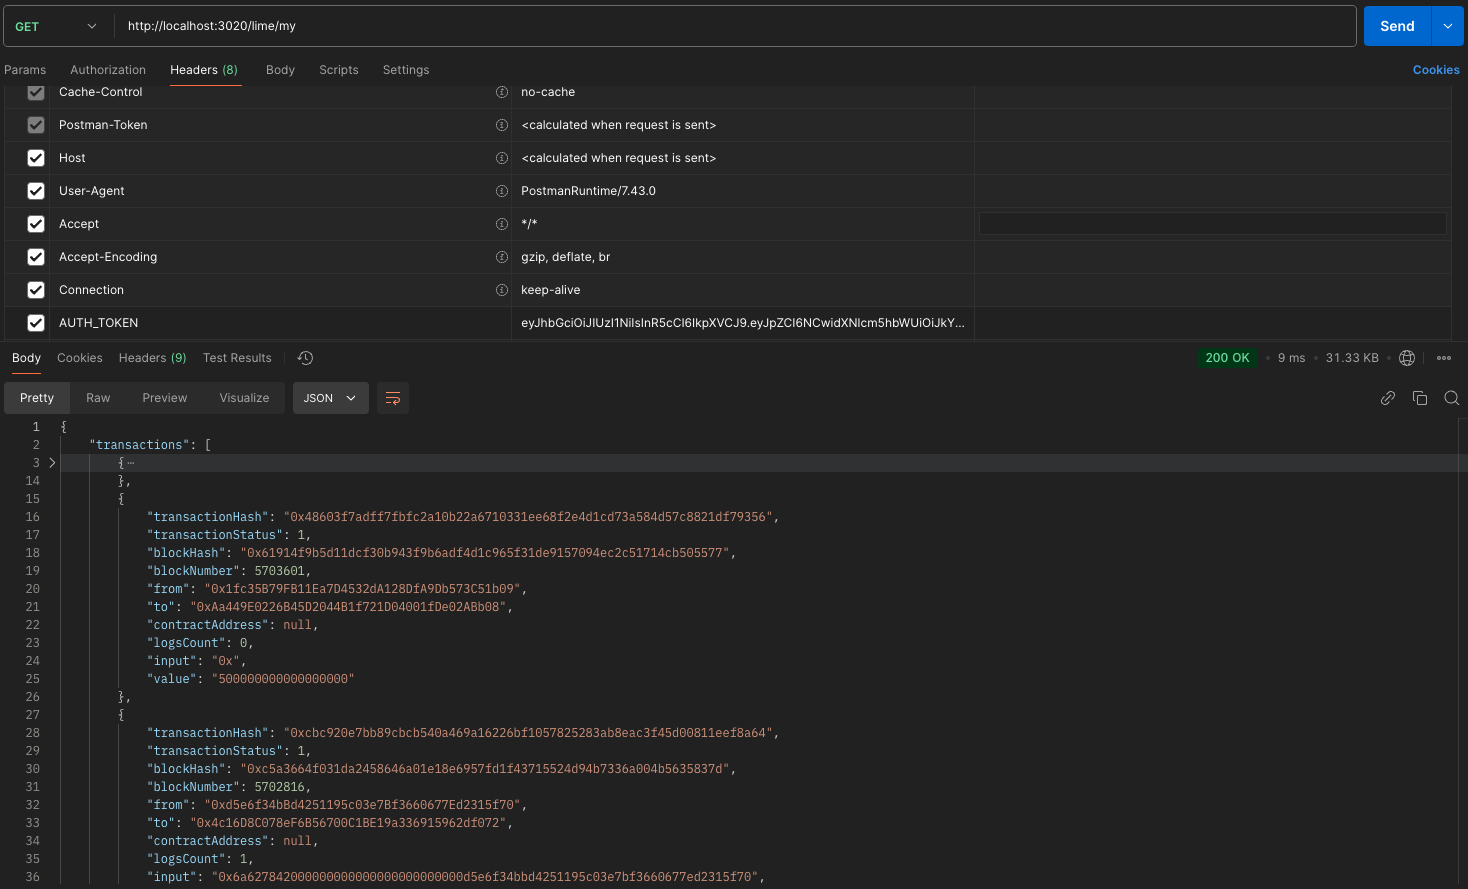 GET http://localhost:3020/lime/my Send
Params Authorization Headers (8) Body Scripts Settings Cookies
Cache-Control no-cache
Postman-Token <calculated when request is sent>
Host <calculated when request is sent>
User-Agent PostmanRuntime/7.43.0
Accept */*
Accept-Encoding gzip, deflate, br
Connection keep-alive
AUTH_TOKEN eyJhbGciOiJIUzI1NiIsInR5cCI6IkpXVCJ9.eyJpZCI6NCwidXNlcm5hbWUiOiJkY...
Body Cookies Headers (9) Test Results 200 OK • 9 ms • 31.33 KB •
Pretty Raw Preview Visualize JSON
1 {
2 "transactions": [
3 { ⋯
14 },
15 {
16 "transactionHash": "0x48603f7adff7fbfc2a10b22a6710331ee68f2e4d1cd73a584d57c8821df79356",
17 "transactionStatus": 1,
18 "blockHash": "0x61914f9b5d11dcf30b943f9b6adf4d1c965f31de9157094ec2c51714cb505577",
19 "blockNumber": 5703601,
20 "from": "0x1fc35B79FB11Ea7D4532dA128DfA9Db573C51b09",
21 "to": "0xAa449E0226B45D2044B1f721D04001fDe02ABb08",
22 "contractAddress": null,
23 "logsCount": 0,
24 "input": "0x",
25 "value": "500000000000000000"
26 },
27 {
28 "transactionHash": "0xcbc920e7bb89cbcb540a469a16226bf1057825283ab8eac3f45d00811eef8a64",
29 "transactionStatus": 1,
30 "blockHash": "0xc5a3664f031da2458646a01e18e6957fd1f43715524d94b7336a004b5635837d",
31 "blockNumber": 5702816,
32 "from": "0xd5e6f34bBd4251195c03e7Bf3660677Ed2315f70",
33 "to": "0x4c16D8C078eF6B56700C1BE19a336915962df072",
34 "contractAddress": null,
35 "logsCount": 1,
36 "input": "0x6a627842000000000000000000000000d5e6f34bbd4251195c03e7bf3660677ed2315f70",